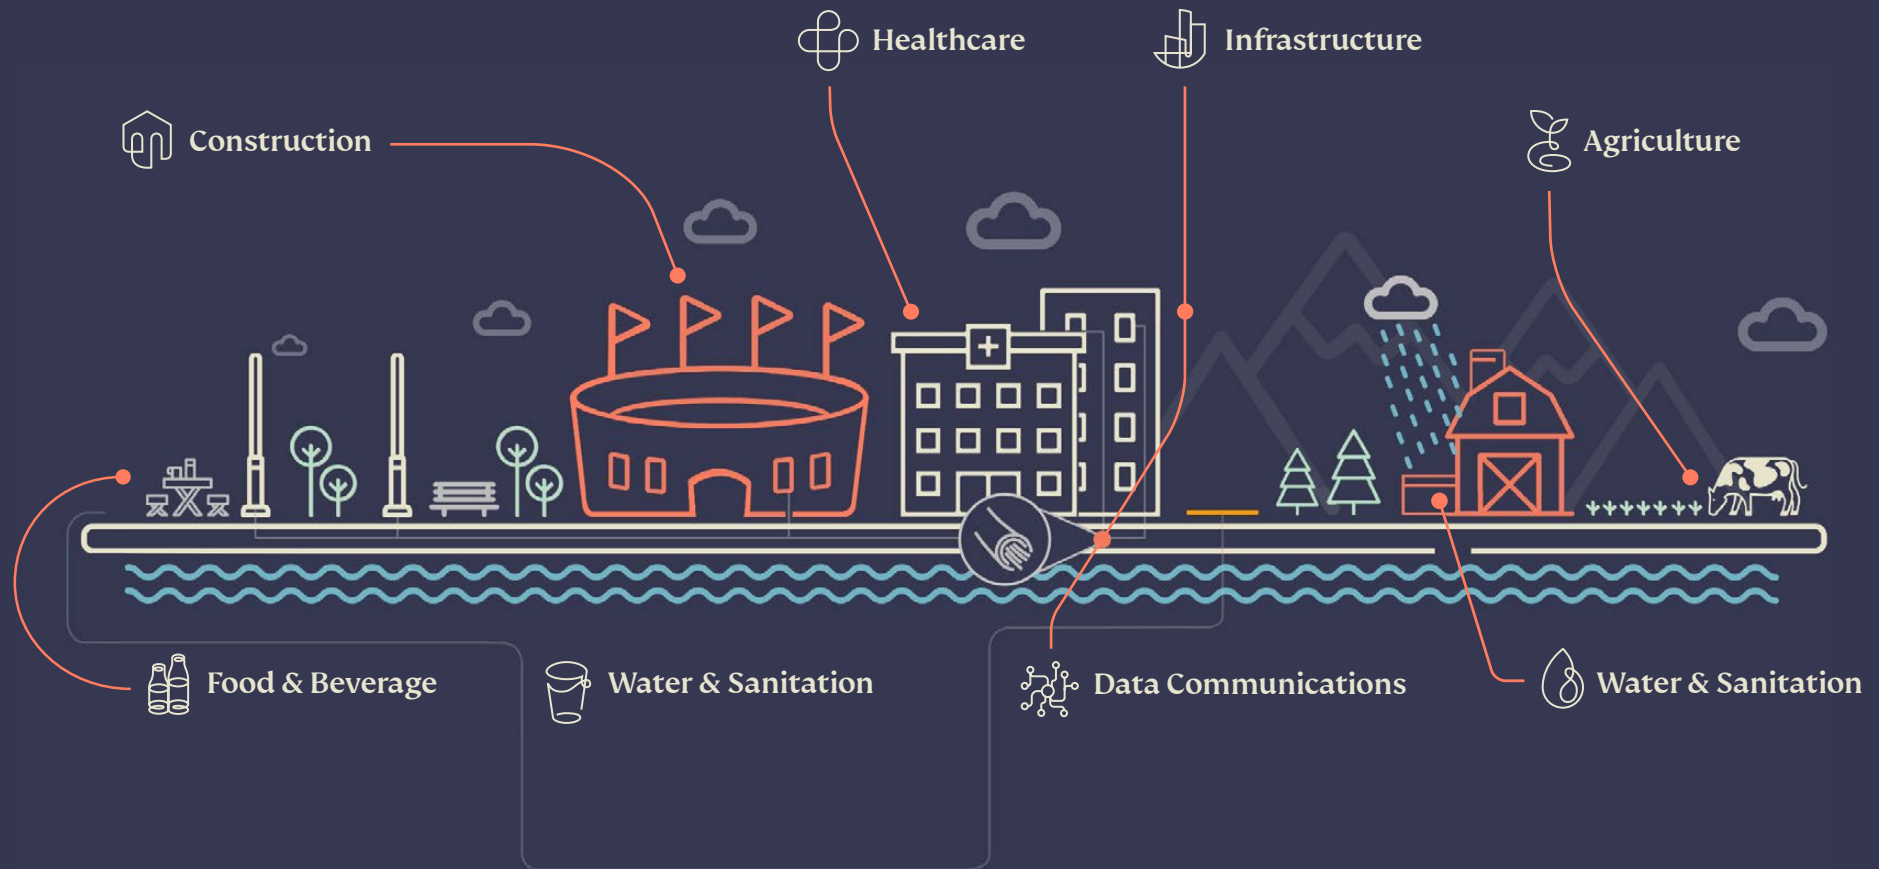 Healthcare
Infrastructure
Construction
Agriculture
Food & Beverage
Water & Sanitation
Data Communications
Water & Sanitation